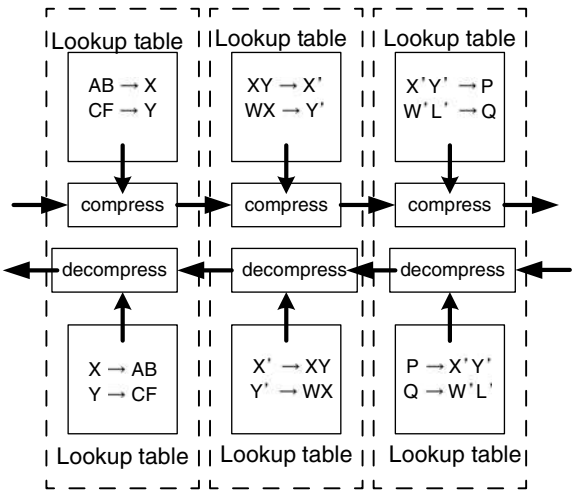 Lookup table Lookup table Lookup table
AB → X XY → X' X'Y' → P
CF → Y WX → Y' W'L' → Q
compress compress compress
decompress decompress decompress
X → AB X' → XY P → X'Y'
Y → CF Y' → WX Q → W'L'
Lookup table Lookup table Lookup table